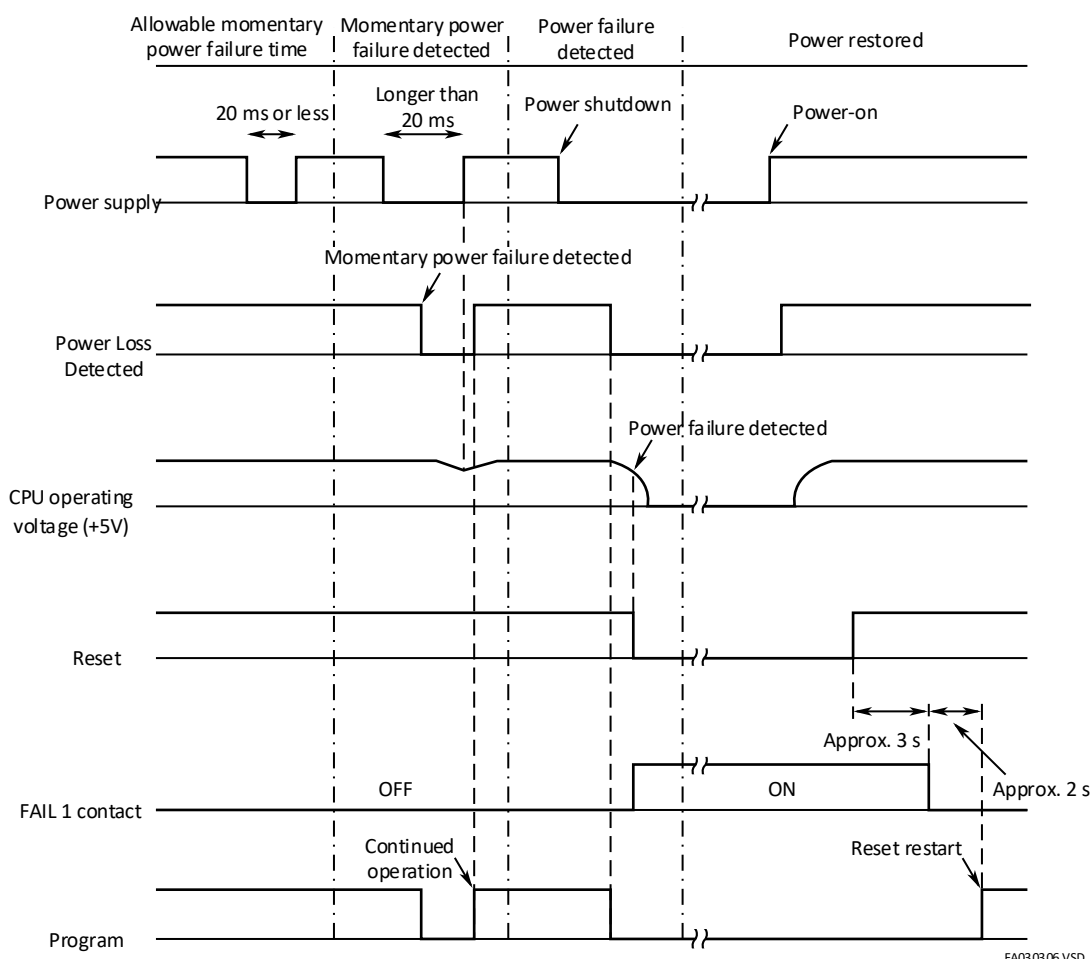 Allowable momentary
power failure time
Momentary power
failure detected
Power failure
detected
Power restored
20 ms or less
Longer than
20 ms
Power shutdown
Power-on
Power supply
Momentary power failure detected
Power Loss
Detected
Power failure detected
CPU operating
voltage (+5V)
Reset
Approx. 3 s
Approx. 2 s
OFF
ON
FAIL 1 contact
Continued
operation
Reset restart
Program
FA030306.VSD